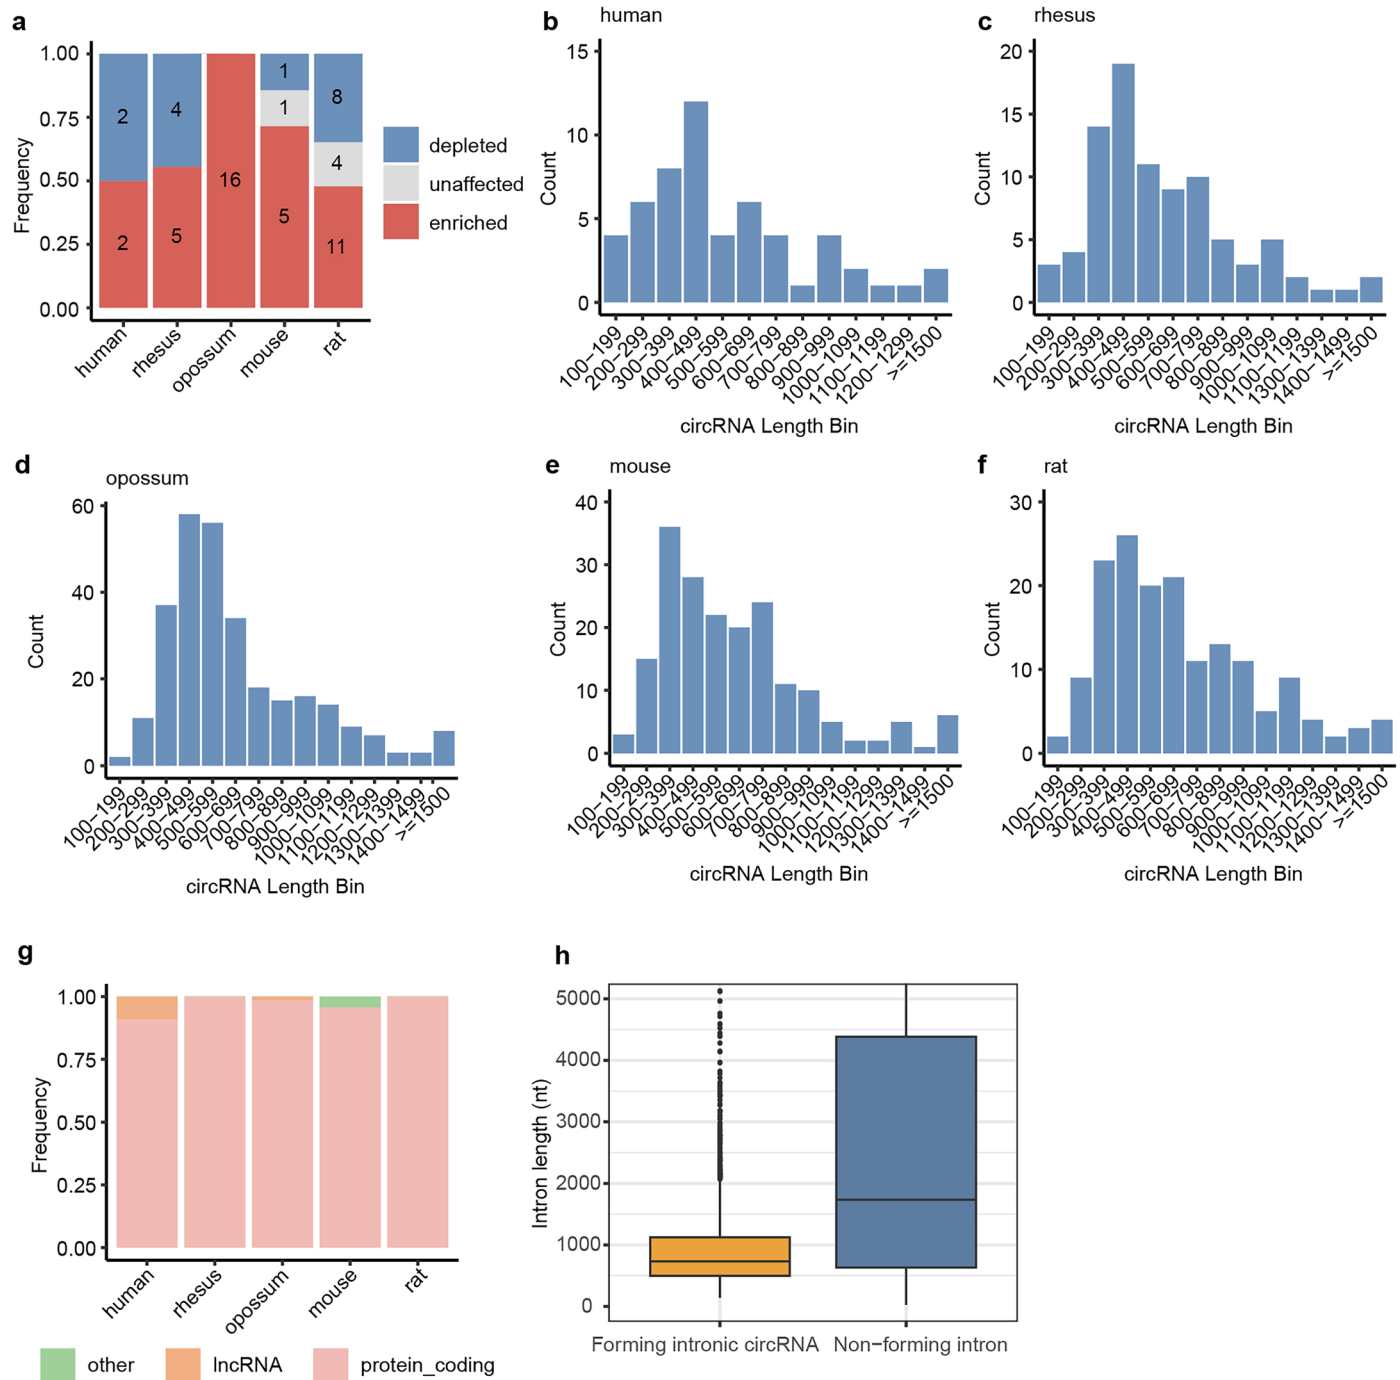 a
Frequency
1.00
0.75
0.50
0.25
0.00
2
4
1
8
1
4
16
2
5
5
11
human
rhesus
opossum
mouse
rat
depleted
unaffected
enriched
b
human
Count
15
10
5
0
100−199
200−299
300−399
400−499
500−599
600−699
700−799
800−899
900−999
1000−1099
1100−1199
1200−1299
>=1500
circRNA Length Bin
c
rhesus
Count
20
15
10
5
0
100−199
200−299
300−399
400−499
500−599
600−699
700−799
800−899
900−999
1000−1099
1100−1199
1300−1399
1400−1499
>=1500
circRNA Length Bin
d
opossum
Count
60
40
20
0
100−199
200−299
300−399
400−499
500−599
600−699
700−799
800−899
900−999
1000−1099
1100−1199
1200−1299
1300−1399
1400−1499
>=1500
circRNA Length Bin
e
mouse
Count
40
30
20
10
0
100−199
200−299
300−399
400−499
500−599
600−699
700−799
800−899
900−999
1000−1099
1100−1199
1200−1299
1300−1399
1400−1499
>=1500
circRNA Length Bin
f
rat
Count
30
20
10
0
100−199
200−299
300−399
400−499
500−599
600−699
700−799
800−899
900−999
1000−1099
1100−1199
1200−1299
1300−1399
1400−1499
>=1500
circRNA Length Bin
g
Frequency
1.00
0.75
0.50
0.25
0.00
human
rhesus
opossum
mouse
rat
other
lncRNA
protein_coding
h
Intron length (nt)
5000
4000
3000
2000
1000
0
Forming intronic circRNA
Non−forming intron